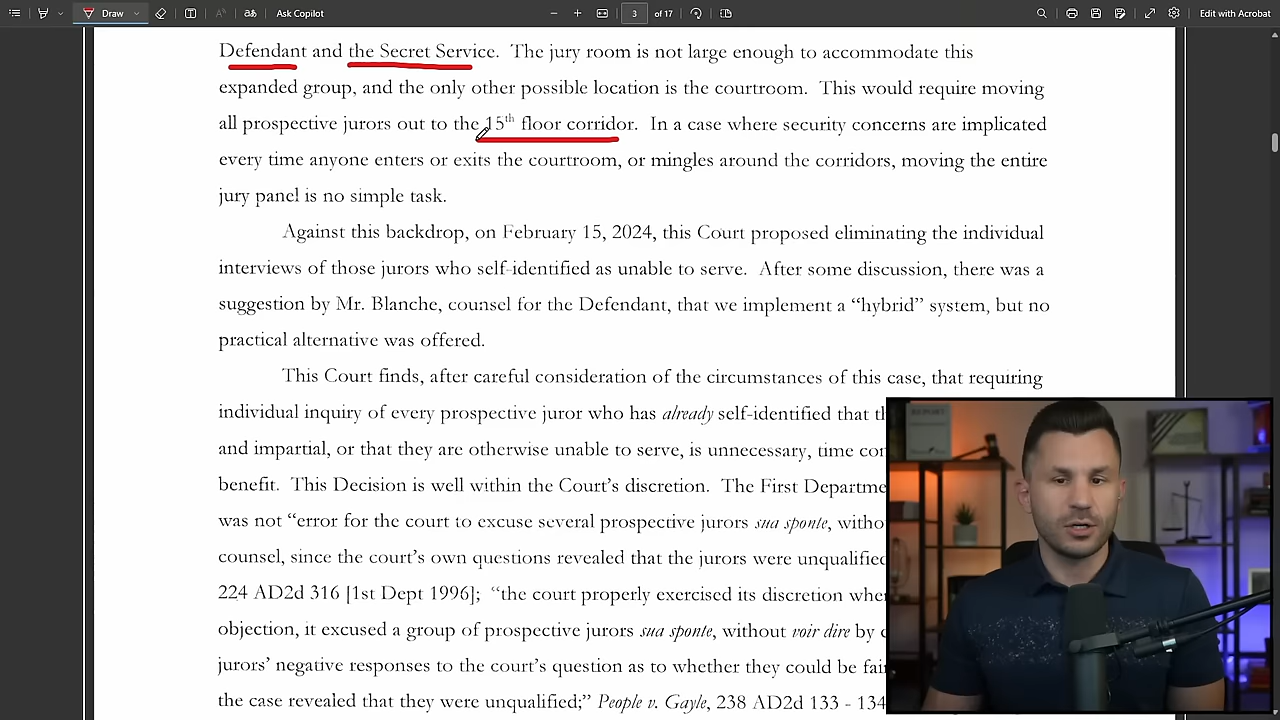 Draw
Ask Copilot
3 of 17
Edit with Acrobat
Defendant and the Secret Service. The jury room is not large enough to accommodate this
expanded group, and the only other possible location is the courtroom. This would require moving
all prospective jurors out to the 15th floor corridor. In a case where security concerns are implicated
every time anyone enters or exits the courtroom, or mingles around the corridors, moving the entire
jury panel is no simple task.
Against this backdrop, on February 15, 2024, this Court proposed eliminating the individual
interviews of those jurors who self-identified as unable to serve. After some discussion, there was a
suggestion by Mr. Blanche, counsel for the Defendant, that we implement a “hybrid” system, but no
practical alternative was offered.
This Court finds, after careful consideration of the circumstances of this case, that requiring
individual inquiry of every prospective juror who has already self-identified that
and impartial, or that they are otherwise unable to serve, is unnecessary, time
benefit. This Decision is well within the Court’s discretion. The First
was not “error for the court to excuse several prospective jurors sua sponte,
counsel, since the court’s own questions revealed that the jurors were
224 AD2d 316 [1st Dept 1996]; “the court properly exercised its discretion
objection, it excused a group of prospective jurors sua sponte, without voir dire by
jurors’ negative responses to the court’s question as to whether they could be
the case revealed that they were unqualified;” People v. Gayle, 238 AD2d 133 - 134
REPORT